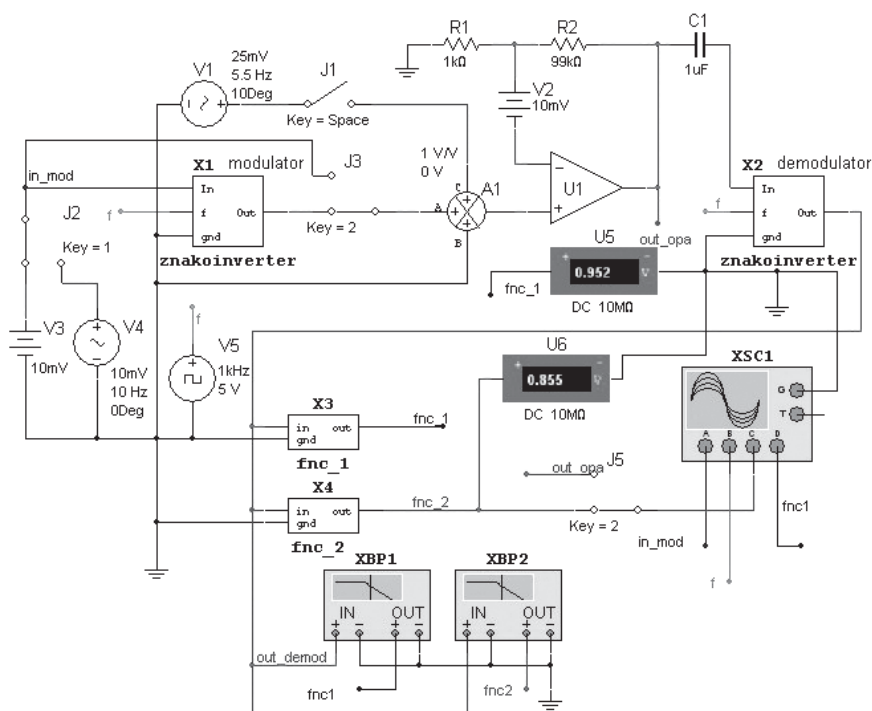 25mV
5.5 Hz
10Deg
V1
J1
Key = Space
R1
1kΩ
R2
99kΩ
C1
1uF
V2
10mV
X1 modulator
in_mod
In
f
Out
gnd
f
znakoinverter
J3
Key = 2
1 V/V
0 V
A1
C
A
B
U1
out_opa
X2 demodulator
In
f
Out
gnd
f
znakoinverter
J2
Key = 1
V3
10mV
V4
10mV
10 Hz
0Deg
f
V5
1kHz
5 V
U5
0.952
V
fnc_1
DC 10MΩ
U6
0.855
V
DC 10MΩ
XSC1
G
T
A
B
C
D
X3
in
out
gnd
fnc_1
fnc_1
X4
in
out
gnd
fnc_2
fnc_2
out_opa
J5
Key = 2
in_mod
f
fnc1
XBP1
IN
OUT
XBP2
IN
OUT
out_demod
fnc1
fnc2